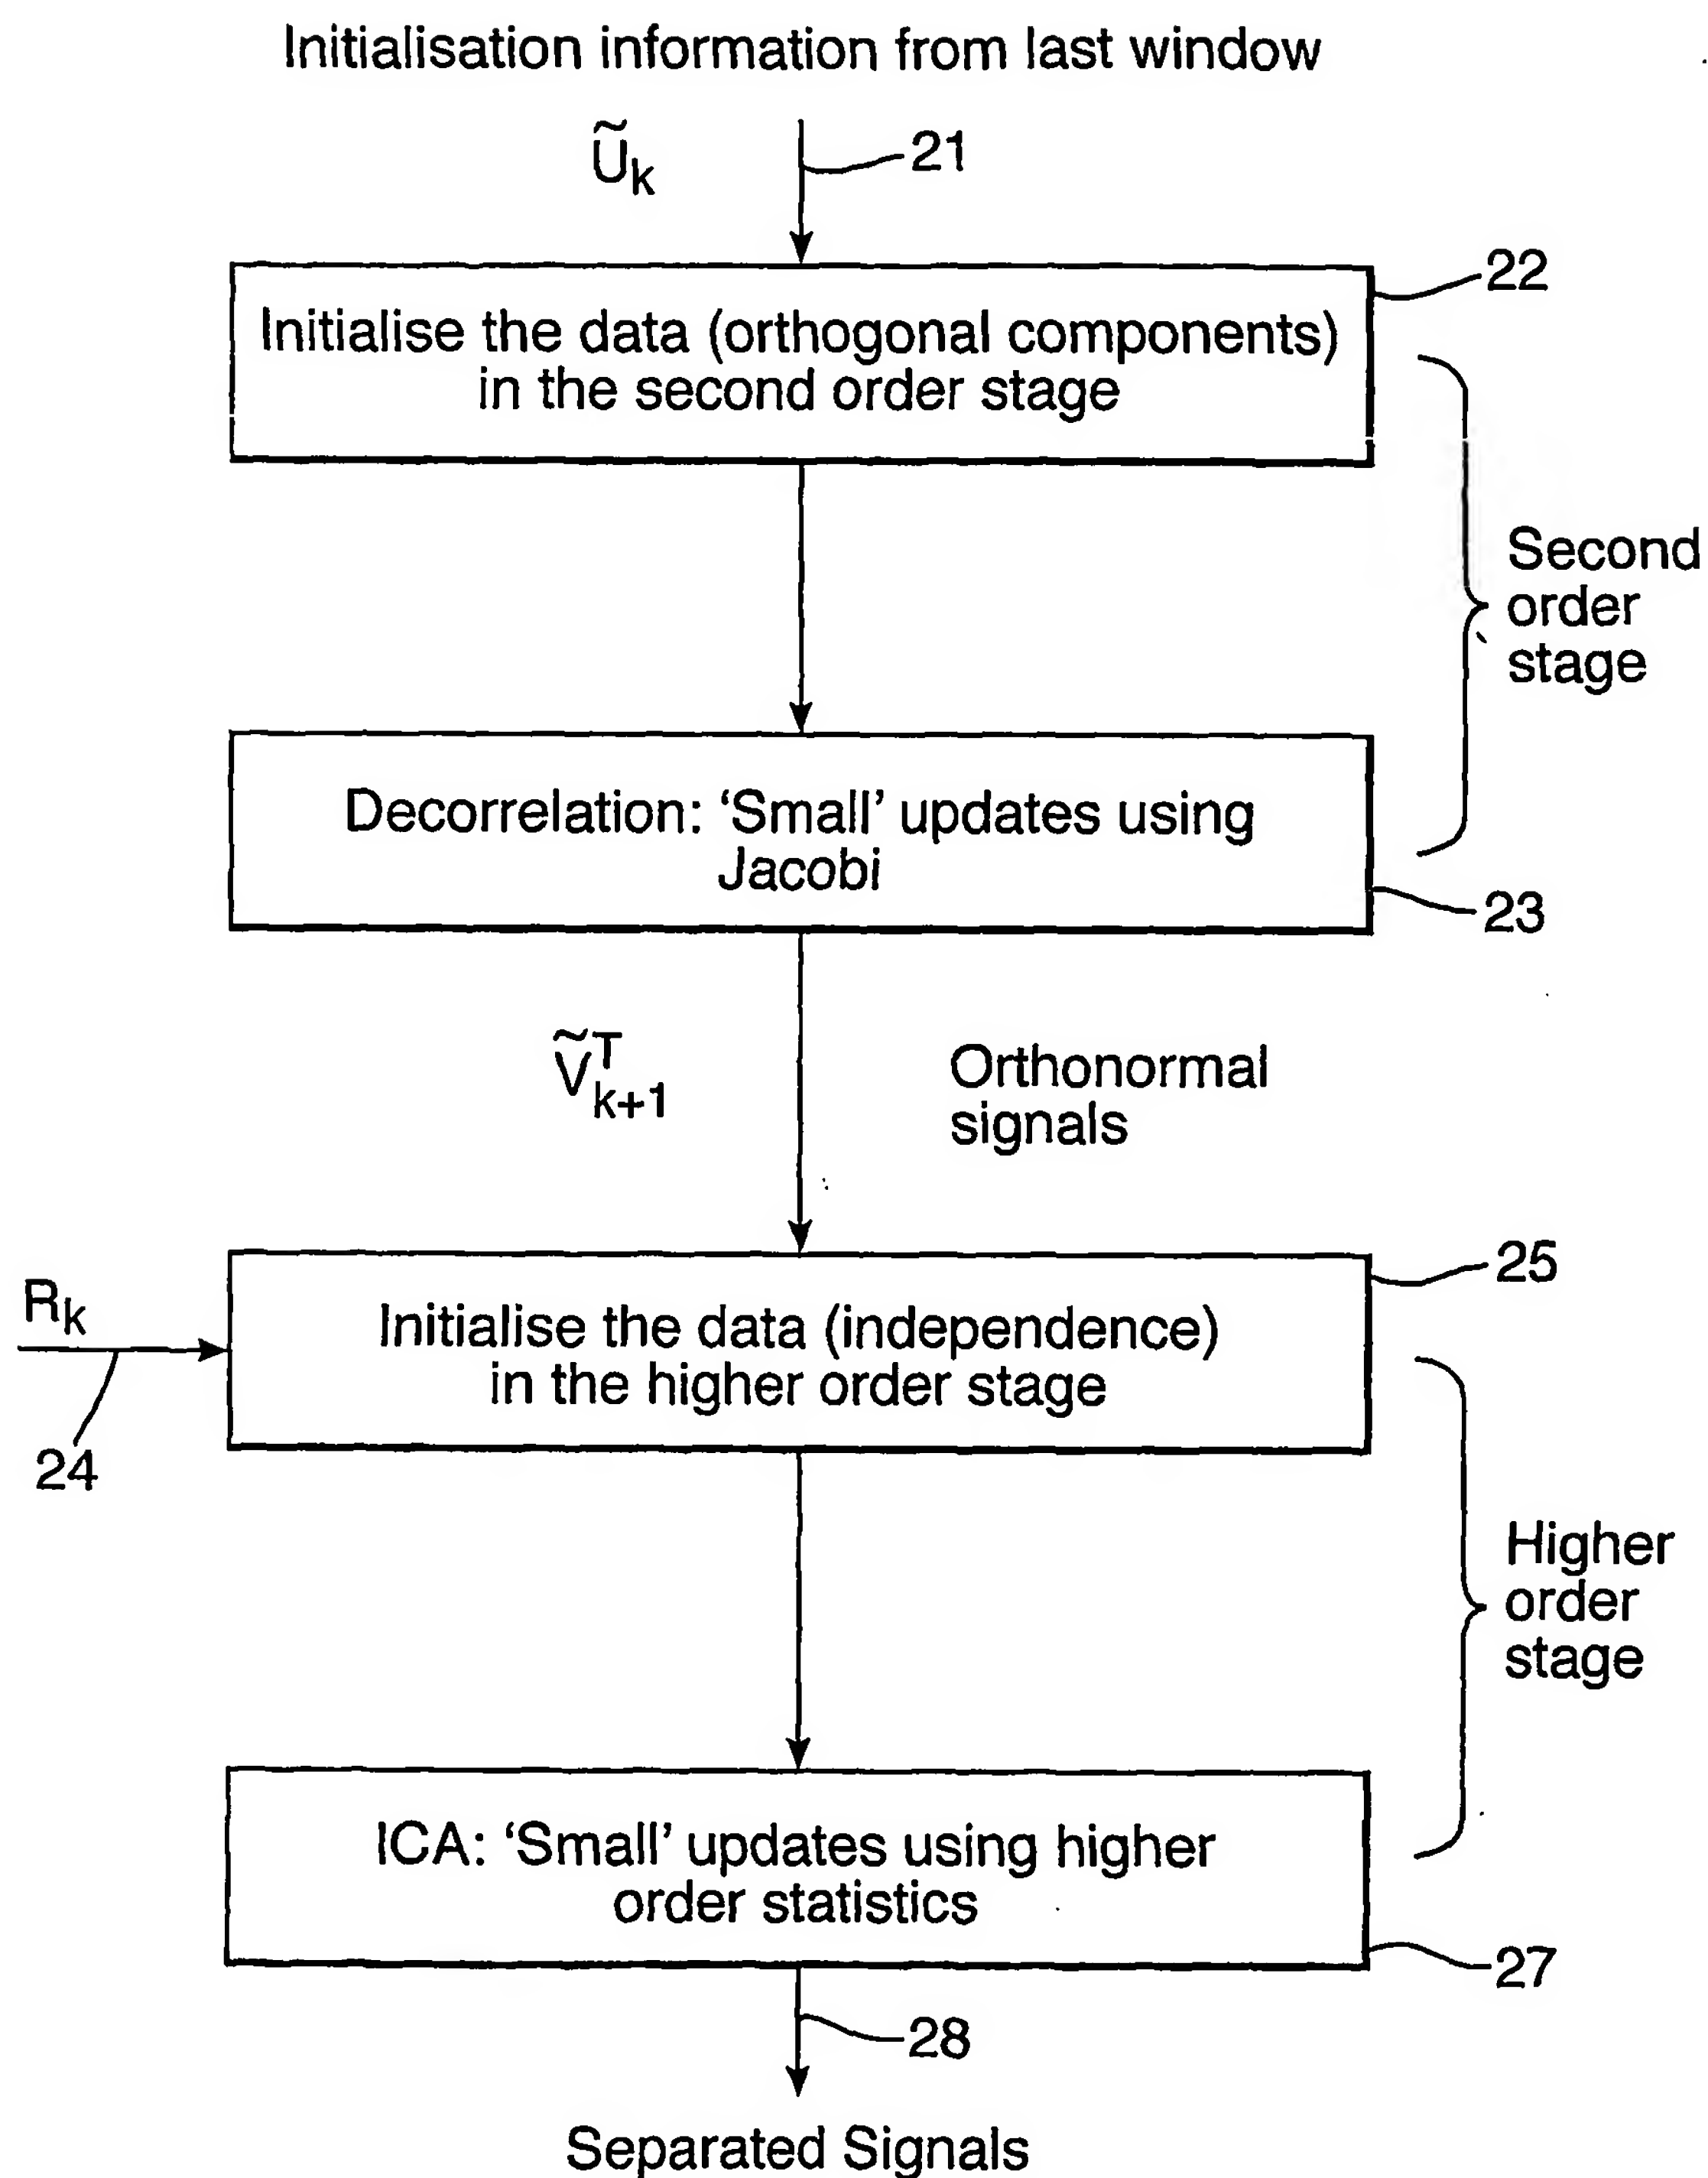 Initialisation information from last window
Ũk
21
22
Initialise the data (orthogonal components)
in the second order stage
Second
order
stage
Decorrelation: ‘Small’ updates using
Jacobi
23
Ṽᵀk+1
Orthonormal
signals
25
Rk
Initialise the data (independence)
in the higher order stage
24
Higher
order
stage
ICA: ‘Small’ updates using higher
order statistics
27
28
Separated Signals